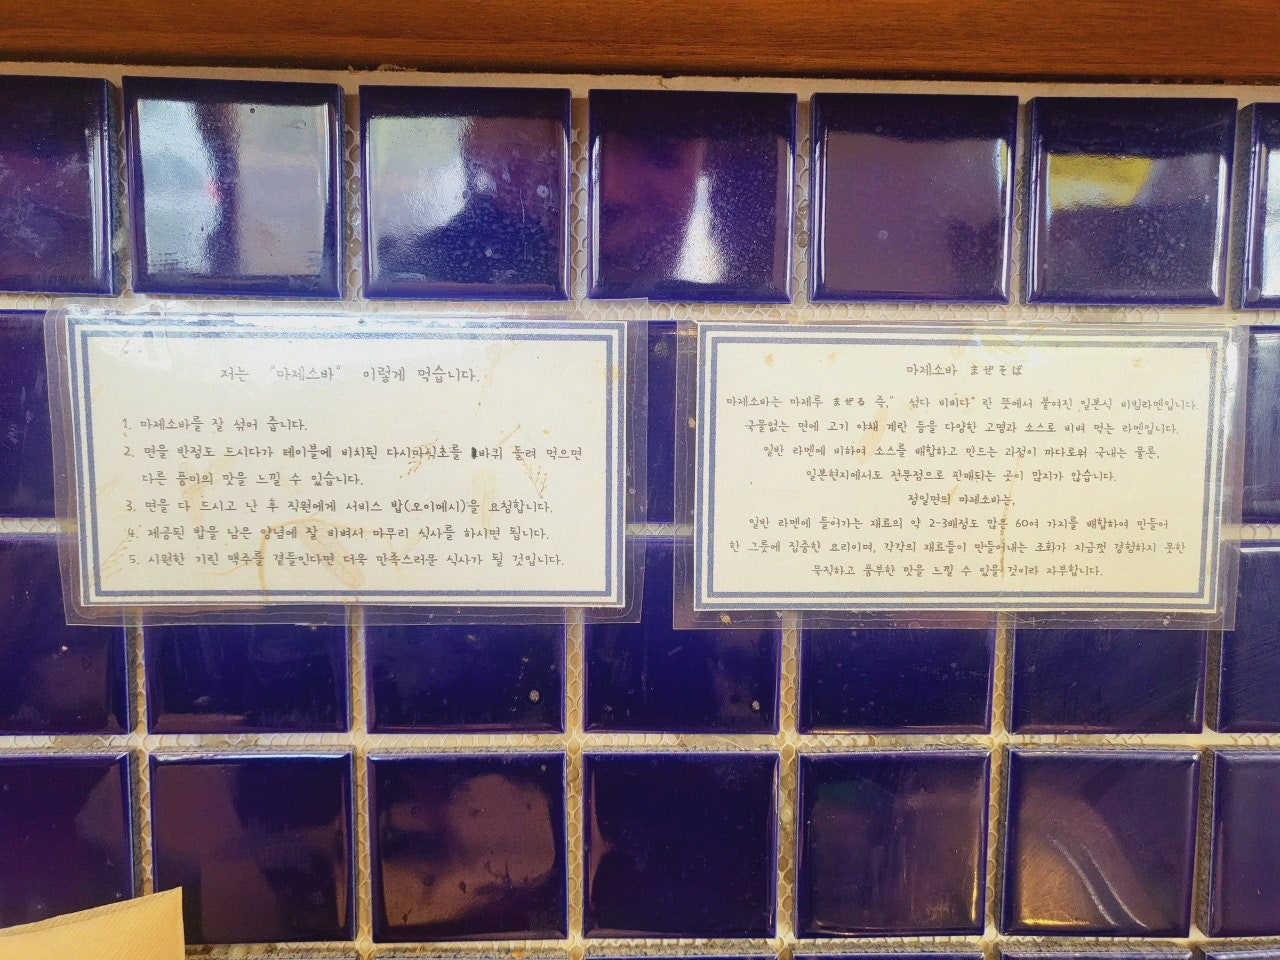 저는 "마제소바" 이렇게 먹습니다.
1. 마제소바를 잘 섞어 줍니다.
2. 면을 반정도 드시다가 테이블에 비치된 다시마식초를 1바퀴 돌려 먹으면
다른 풍미의 맛을 느낄 수 있습니다.
3. 면을 다 드시고 난 후 직원에게 서비스 밥(오이메시)을 요청합니다.
4. 제공된 밥을 남은 양념에 잘 비벼서 마무리 식사를 하시면 됩니다.
5. 시원한 기린 맥주를 곁들인다면 더욱 만족스러운 식사가 될 것입니다.
마제소바 まぜそば
마제소바는 마제루 まぜる 즉," 섞다 비비다" 란 뜻에서 붙여진 일본식 비빔라멘입니다.
국물없는 면에 고기 야채 계란 등을 다양한 고명과 소스로 비벼 먹는 라멘입니다.
일반 라멘에 비하여 소스를 배합하고 만드는 과정이 까다로워 국내는 물론,
일본현지에서도 전문점으로 판매되는 곳이 많지가 않습니다.
정일면의 마제소바는,
일반 라멘에 들어가는 재료의 약 2-3배정도 많은 60여 가지를 배합하여 만들어
한 그릇에 집중한 요리이며, 각각의 재료들이 만들어내는 조화가 지금껏 경험하지 못한
묵직하고 풍부한 맛을 느낄 수 있을 것이라 자부합니다.